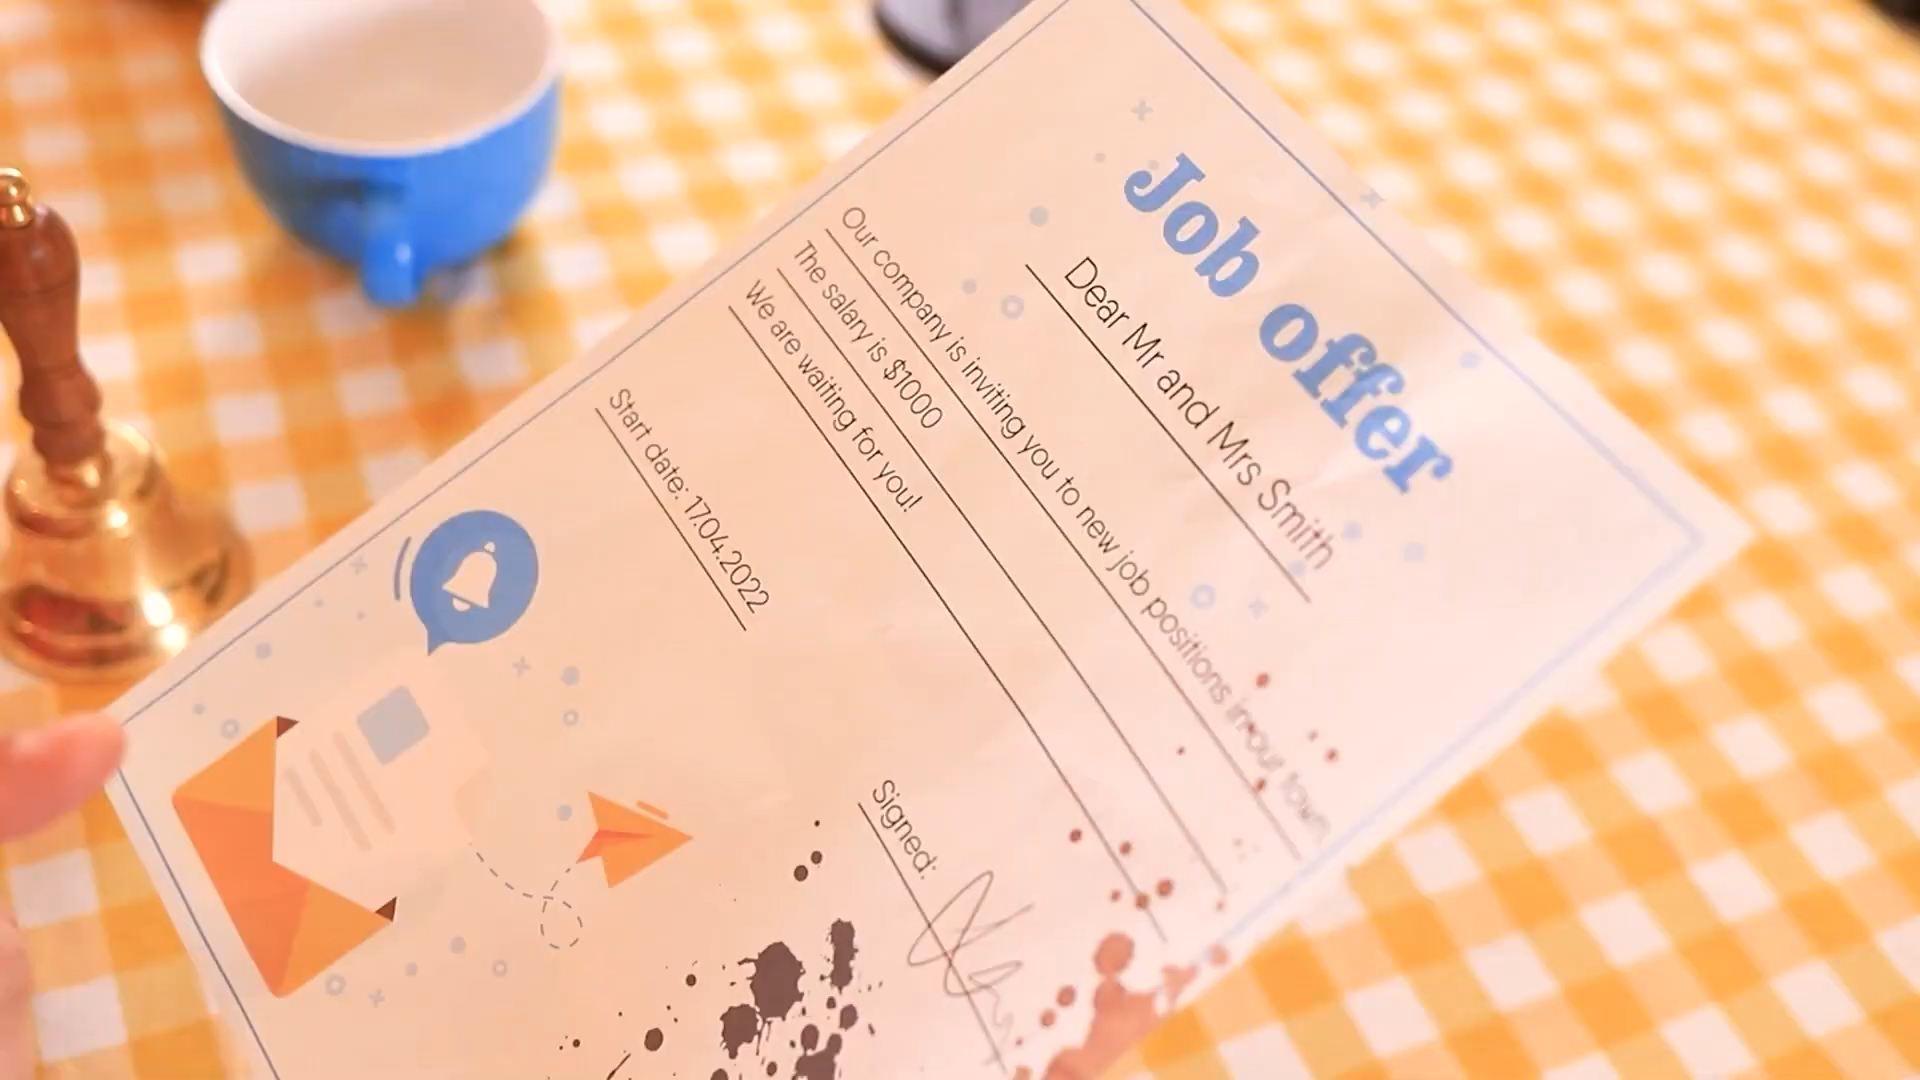 Job offer
Dear Mr and Mrs Smith
Our company is inviting you to new job positions in our town
The salary is $1000
We are waiting for you!
Start date: 17.04.2022
Signed: